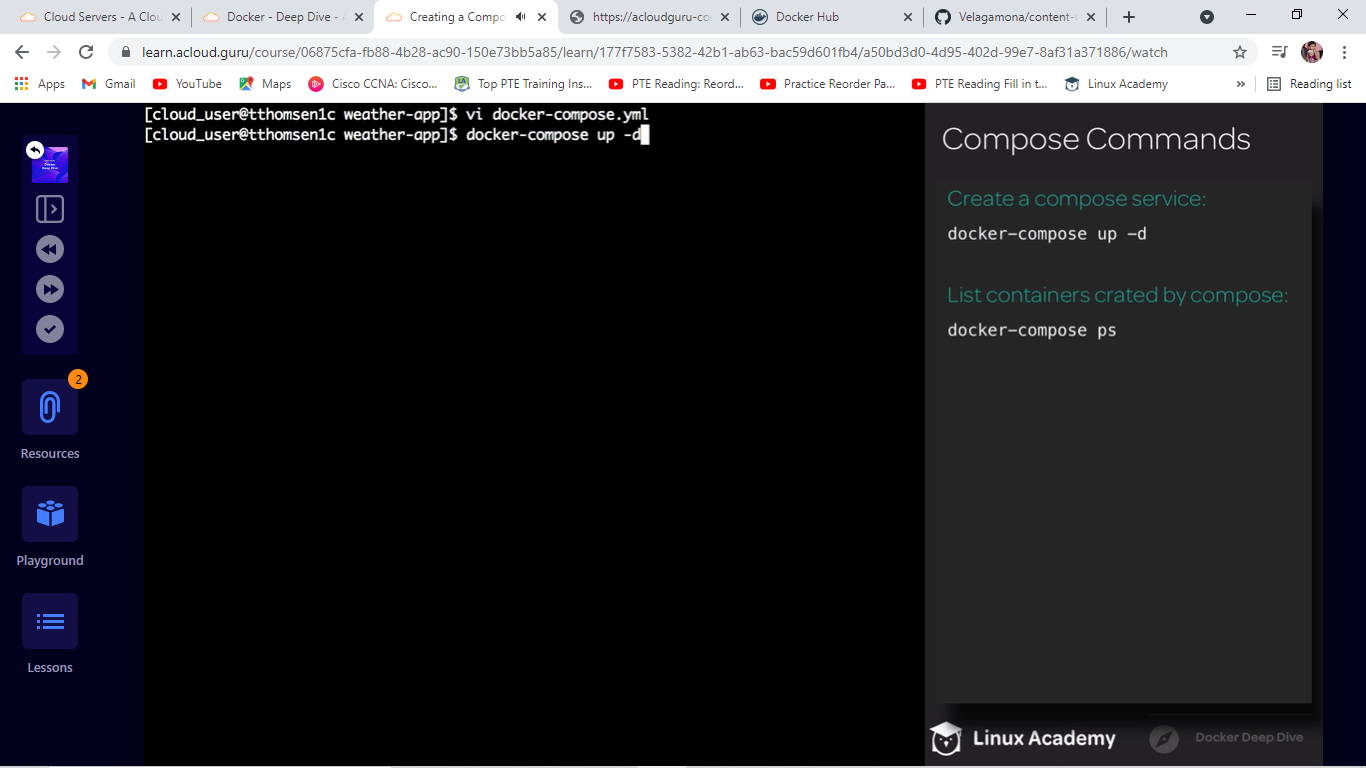 Cloud Servers - A Clou
Docker - Deep Dive - A
Creating a Compo
https://acloudguru-co
Docker Hub
Velagamona/content-
learn.acloud.guru/course/06875cfa-fb88-4b28-ac90-150e73bb5a85/learn/177f7583-5382-42b1-ab63-bac59d601fb4/a50bd3d0-4d95-402d-99e7-8af31a371886/watch
Apps
Gmail
YouTube
Maps
Cisco CCNA: Cisco...
Top PTE Training Ins...
PTE Reading: Reord...
Practice Reorder Pa...
PTE Reading Fill in t...
Linux Academy
»
Reading list
[cloud_user@tthomsen1c weather-app]$ vi docker-compose.yml
[cloud_user@tthomsen1c weather-app]$ docker-compose up -d
Docker
Deep Dive
2
Resources
Playground
Lessons
Compose Commands
Create a compose service:
docker-compose up -d
List containers crated by compose:
docker-compose ps
Linux Academy
Docker Deep Dive